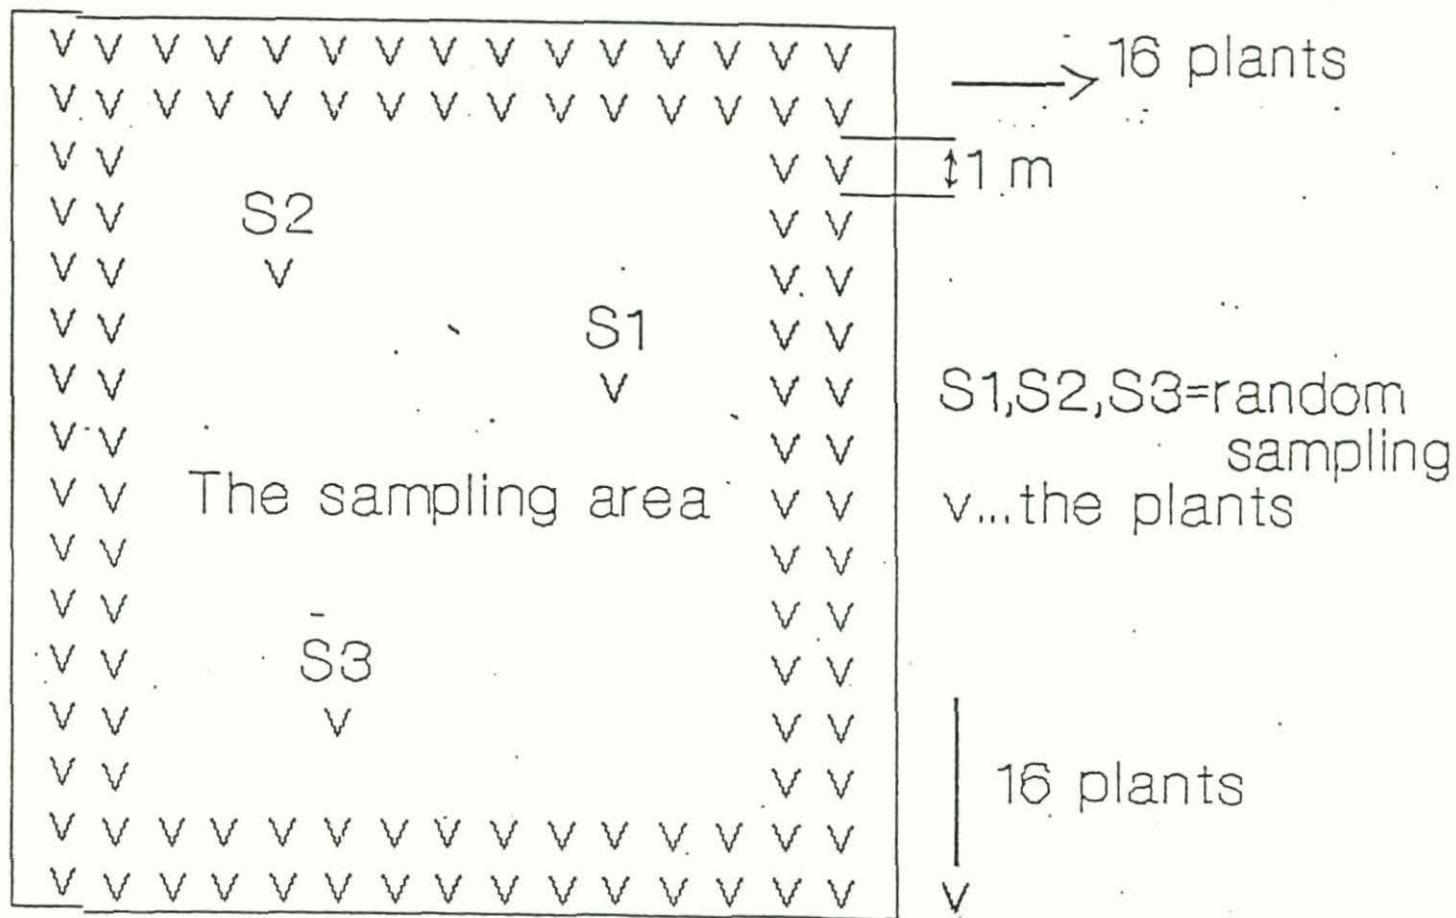 16 plants
1 m
S2
S1
S1,S2,S3=random
sampling
The sampling area
v...the plants
S3
16 plants